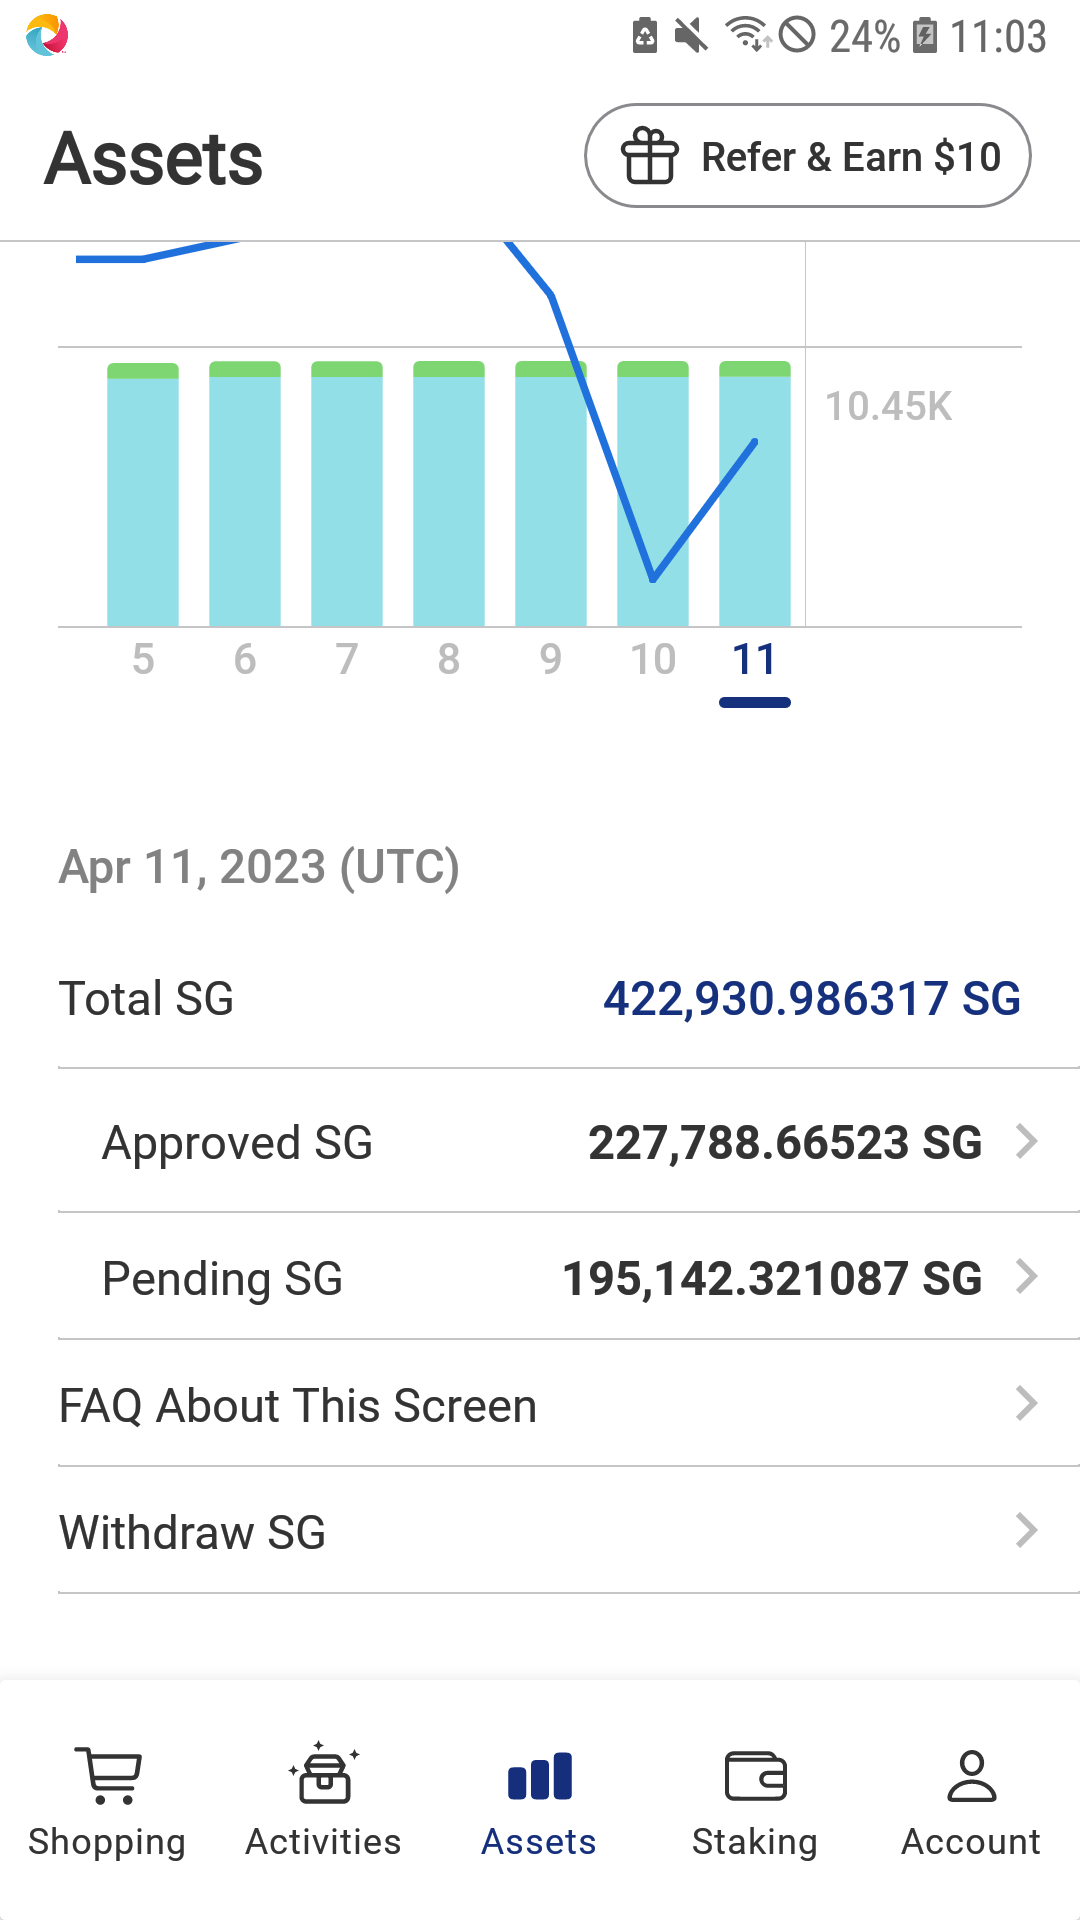 24% 11:03
Assets
Refer & Earn $10
10.45K
5 6 7 8 9 10 11
Apr 11, 2023 (UTC)
Total SG 422,930.986317 SG
Approved SG 227,788.66523 SG
Pending SG 195,142.321087 SG
FAQ About This Screen
Withdraw SG
Shopping Activities Assets Staking Account